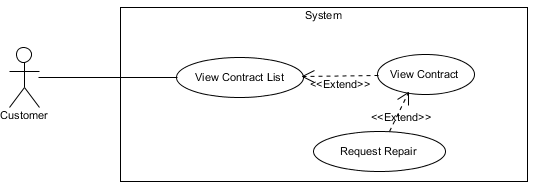 System
View Contract List
<<Extend>>
View Contract
Customer
<<Extend>>
Request Repair